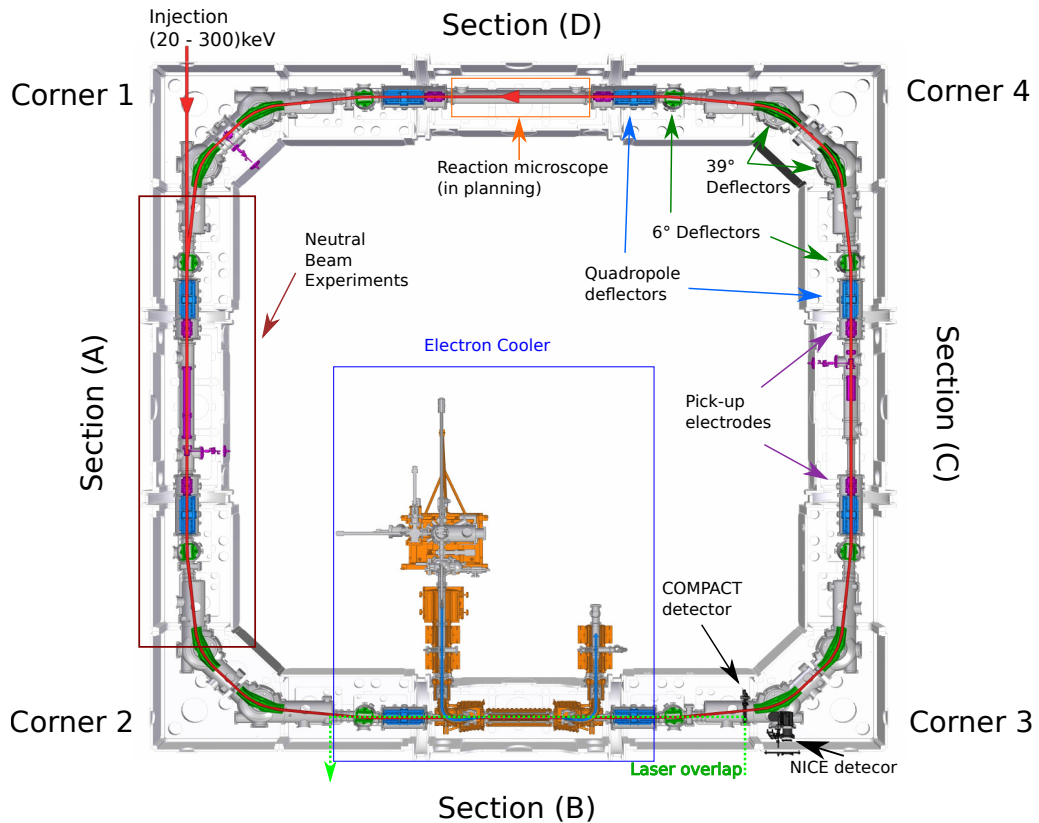 Injection
(20 - 300)keV
Section (D)
Corner 1
Corner 4
Reaction microscope
(in planning)
39°
Deflectors
6° Deflectors
Neutral
Beam
Experiments
Quadropole
deflectors
Section (A)
Electron Cooler
Section (C)
Pick-up
electrodes
COMPACT
detector
Corner 2
Corner 3
Laser overlap
NICE detecor
Section (B)